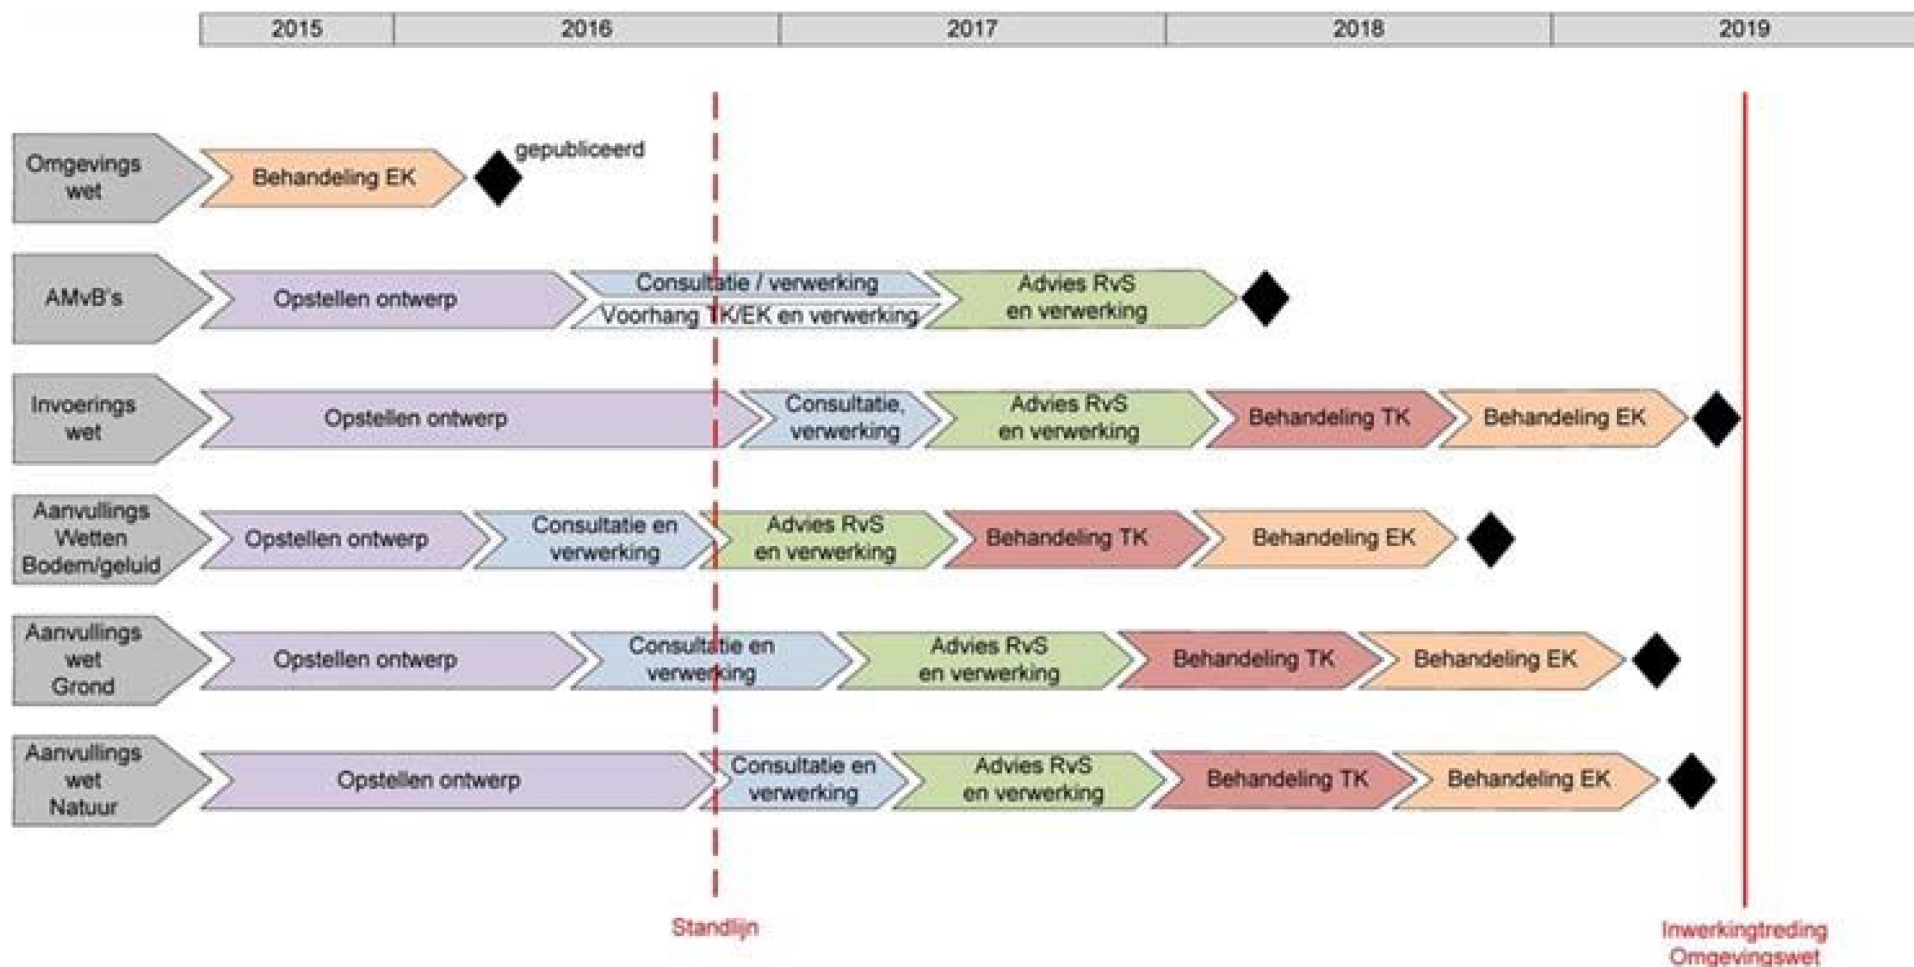 2015 2016 2017 2018 2019
Omgevings
wet
Behandeling EK
gepubliceerd
AMvB's
Opstellen ontwerp
Consultatie / verwerking
Voorhang TK/EK en verwerking
Advies RvS
en verwerking
Invoerings
wet
Opstellen ontwerp
Consultatie,
verwerking
Advies RvS
en verwerking
Behandeling TK
Behandeling EK
Aanvullings
Wetten
Bodem/geluid
Opstellen ontwerp
Consultatie en
verwerking
Advies RvS
en verwerking
Behandeling TK
Behandeling EK
Aanvullings
wet
Grond
Opstellen ontwerp
Consultatie en
verwerking
Advies RvS
en verwerking
Behandeling TK
Behandeling EK
Aanvullings
wet
Natuur
Opstellen ontwerp
Consultatie en
verwerking
Advies RvS
en verwerking
Behandeling TK
Behandeling EK
Standlijn
Inwerkingtreding
Omgevingswet